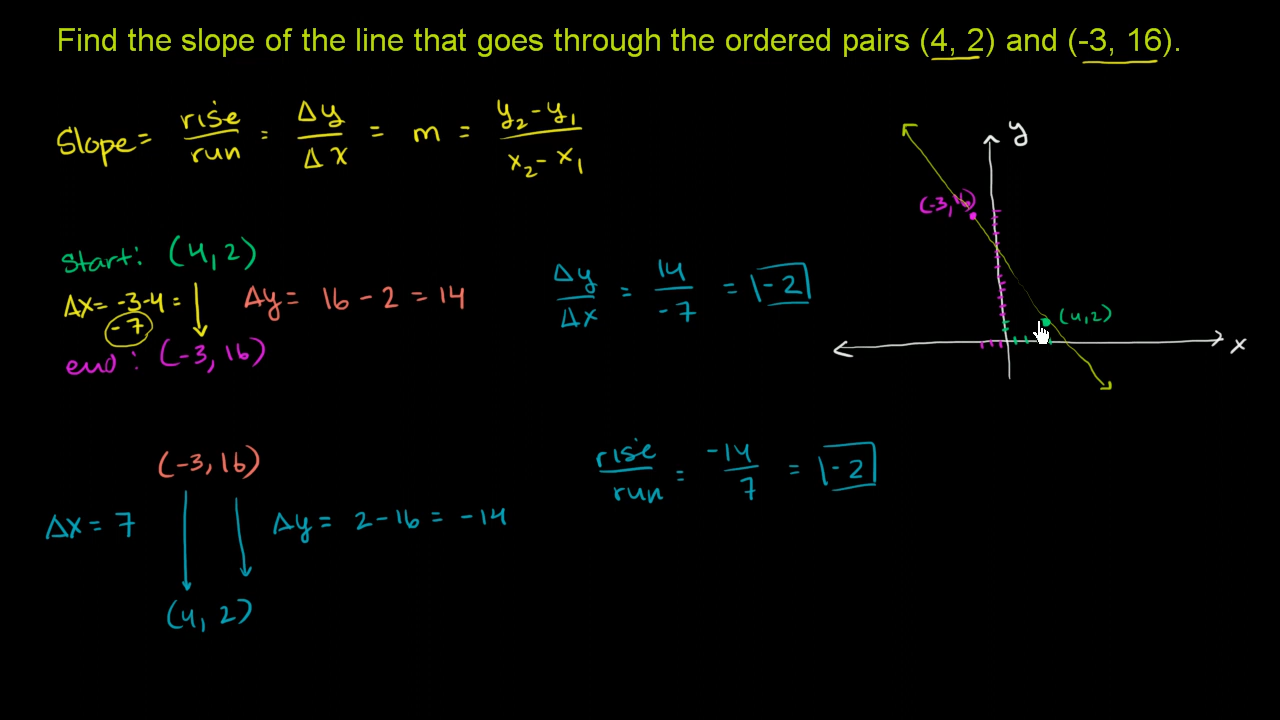 Find the slope of the line that goes through the ordered pairs (4, 2) and (-3, 16).
Slope = rise/run = Δy/Δx = m = (y₂ - y₁)/(x₂ - x₁)
y
(-3, 16)
Start: (4, 2)
Δx = -3-4 =
-7
Δy = 16 - 2 = 14
Δy/Δx = 14/-7 = -2
(4, 2)
x
end: (-3, 16)
(-3, 16)
rise/run = -14/7 = -2
Δx = 7
Δy = 2 - 16 = -14
(4, 2)